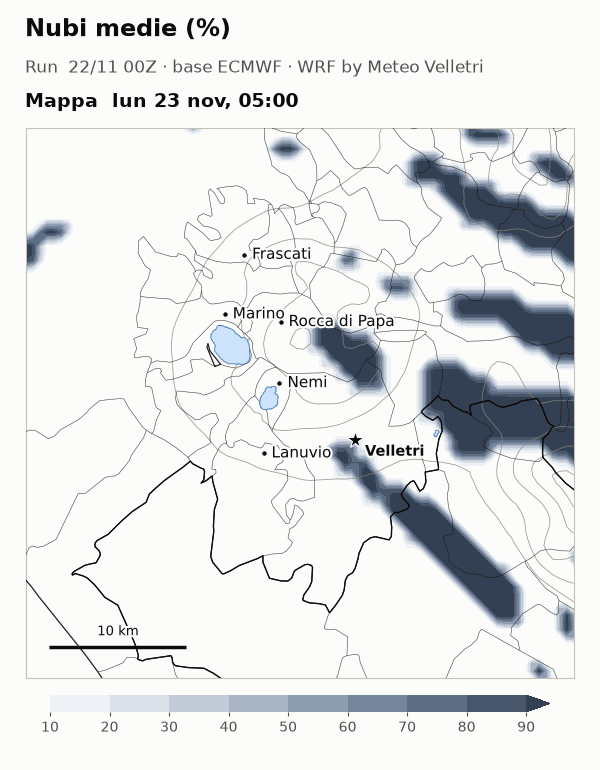 Nubi medie (%)
Run  22/11 00Z · base ECMWF · WRF by Meteo Velletri
Mappa  lun 23 nov, 05:00
Frascati
Marino
Rocca di Papa
Nemi
Velletri
Lanuvio
10 km
10 20 30 40 50 60 70 80 90